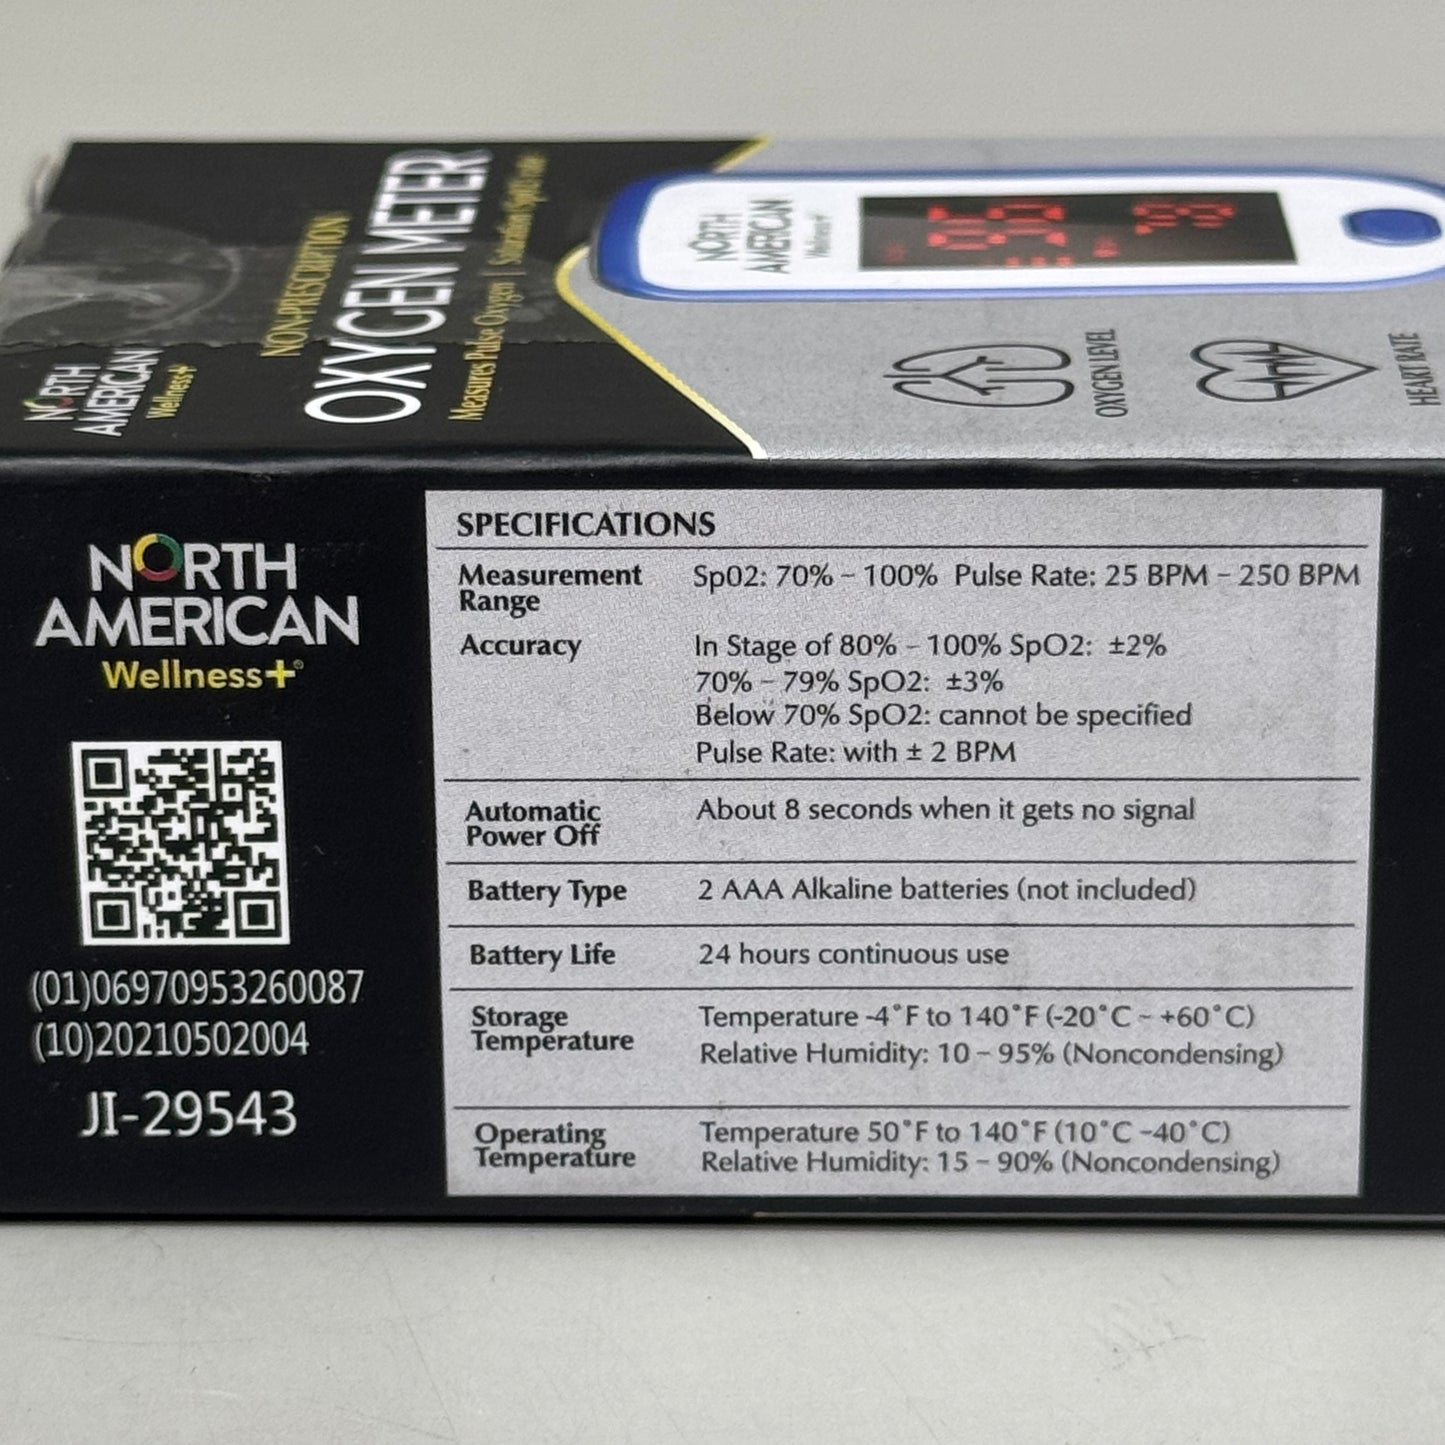 NORTH
AMERICAN
Wellness+
NON-PRESCRIPTION
OXYGEN METER
Measures Pulse Oxygen | Saturation SpO2 rate
NORTH
AMERICAN
Wellness+
OXYGEN LEVEL
HEART RATE
NORTH
AMERICAN
Wellness+®
(01)06970953260087
(10)20210502004
JI-29543
SPECIFICATIONS
Measurement Range Sp02: 70% – 100% Pulse Rate: 25 BPM – 250 BPM
Accuracy In Stage of 80% – 100% SpO2: ±2%
70% – 79% SpO2: ±3%
Below 70% SpO2: cannot be specified
Pulse Rate: with ± 2 BPM
Automatic Power Off About 8 seconds when it gets no signal
Battery Type 2 AAA Alkaline batteries (not included)
Battery Life 24 hours continuous use
Storage Temperature Temperature -4˚F to 140˚F (-20˚C – +60˚C)
Relative Humidity: 10 – 95% (Noncondensing)
Operating Temperature Temperature 50˚F to 140˚F (10˚C –40˚C)
Relative Humidity: 15 – 90% (Noncondensing)